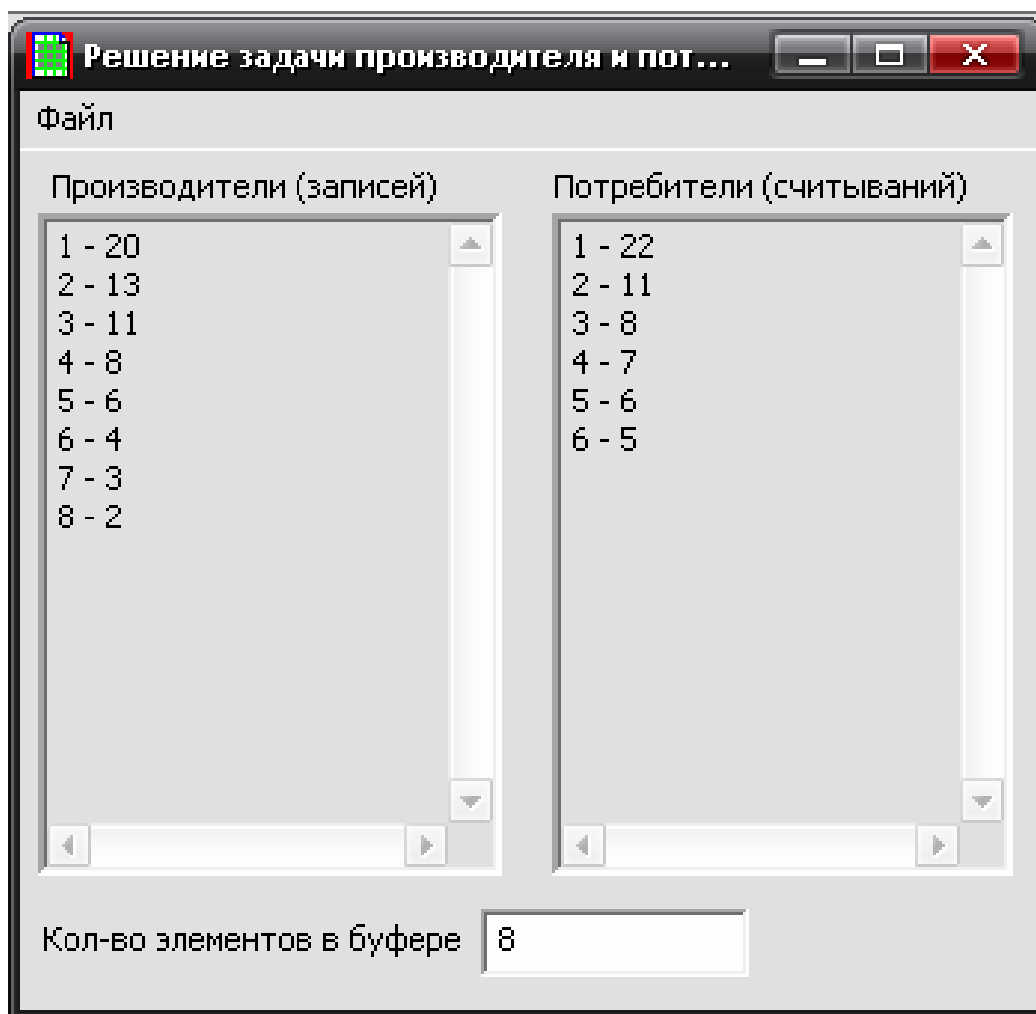 Решение задачи производителя и пот...
Файл
Производители (записей)
1 - 20
2 - 13
3 - 11
4 - 8
5 - 6
6 - 4
7 - 3
8 - 2
Потребители (считываний)
1 - 22
2 - 11
3 - 8
4 - 7
5 - 6
6 - 5
Кол-во элементов в буфере 8